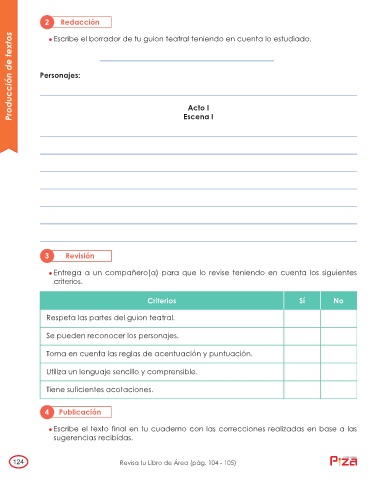 Producción de textos
2 Redacción
• Escribe el borrador de tu guion teatral teniendo en cuenta lo estudiado.
Personajes:
Acto I
Escena I
3 Revisión
• Entrega a un compañero(a) para que lo revise teniendo en cuenta los siguientes
criterios.
Criterios Sí No
Respeta las partes del guion teatral.
Se pueden reconocer los personajes.
Toma en cuenta las reglas de acentuación y puntuación.
Utiliza un lenguaje sencillo y comprensible.
Tiene suficientes acotaciones.
4 Publicación
• Escribe el texto final en tu cuaderno con las correcciones realizadas en base a las
sugerencias recibidas.
124
Revisa tu Libro de Área (pág. 104 - 105)